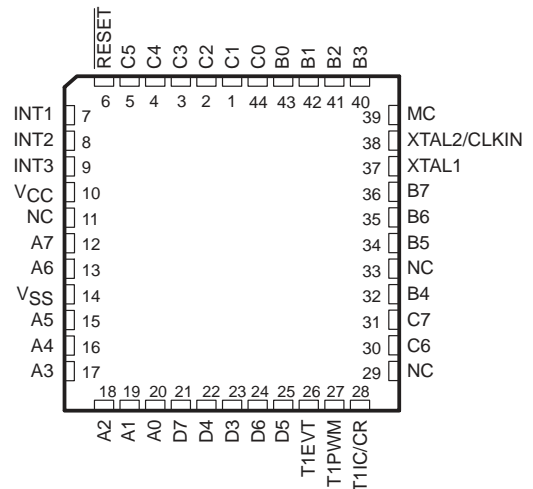 RESET C5 C4 C3 C2 C1 C0 B0 B1 B2 B3
6 5 4 3 2 1 44 43 42 41 40
INT1 7 39 MC
INT2 8 38 XTAL2/CLKIN
INT3 9 37 XTAL1
VCC 10 36 B7
NC 11 35 B6
A7 12 34 B5
A6 13 33 NC
VSS 14 32 B4
A5 15 31 C7
A4 16 30 C6
A3 17 29 NC
18 19 20 21 22 23 24 25 26 27 28
A2 A1 A0 D7 D4 D3 D6 D5 T1EVT T1PWM T1IC/CR